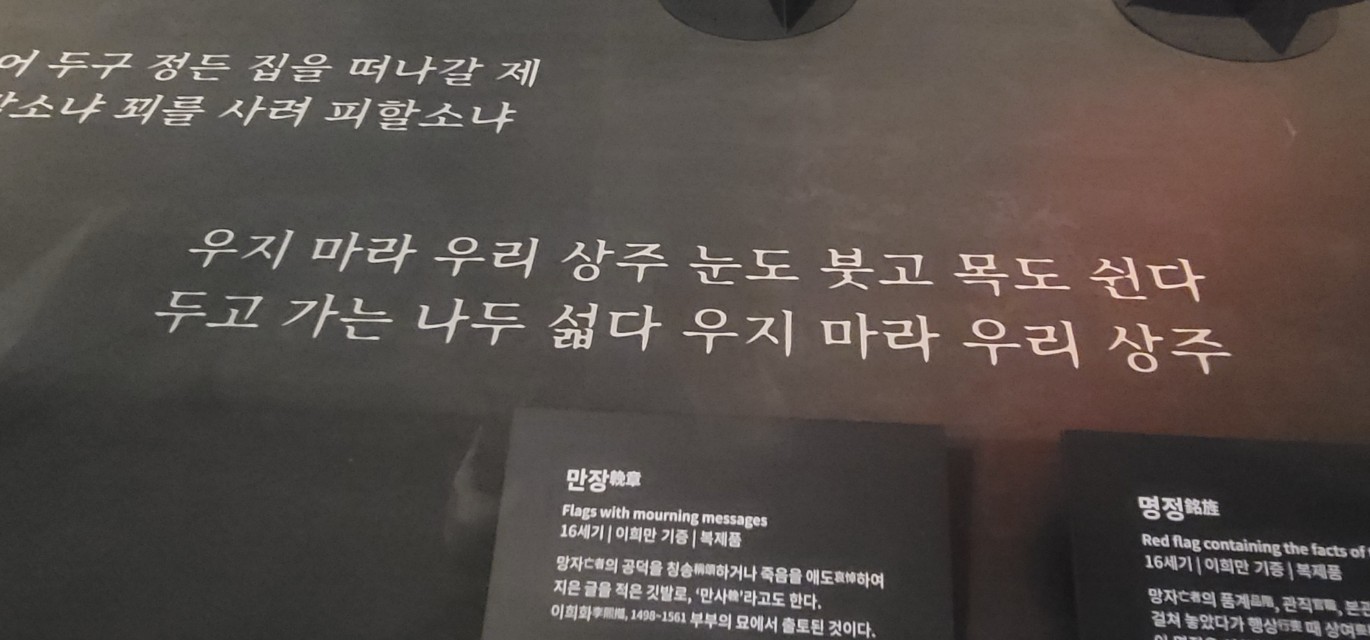 어 두구 정든 집을 떠나갈 제
할소냐 꾀를 사려 피할소냐
우지 마라 우리 상주 눈도 붓고 목도 쉰다
두고 가는 나두 섧다 우지 마라 우리 상주
만장輓章
Flags with mourning messages
16세기 | 이희만 기증 | 복제품
망자亡者의 공덕을 칭송稱頌하거나 죽음을 애도哀悼하여
지은 글을 적은 깃발로, '만사輓'라고도 한다.
이희화李熙, 1498~1561 부부의 묘에서 출토된 것이다.
명정銘旌
Red flag containing the facts of
16세기 | 이희만 기증 | 복제품
망자亡者의 품계品階, 관직官職, 본관
걸쳐 놓았다가 행상行喪 때 상여